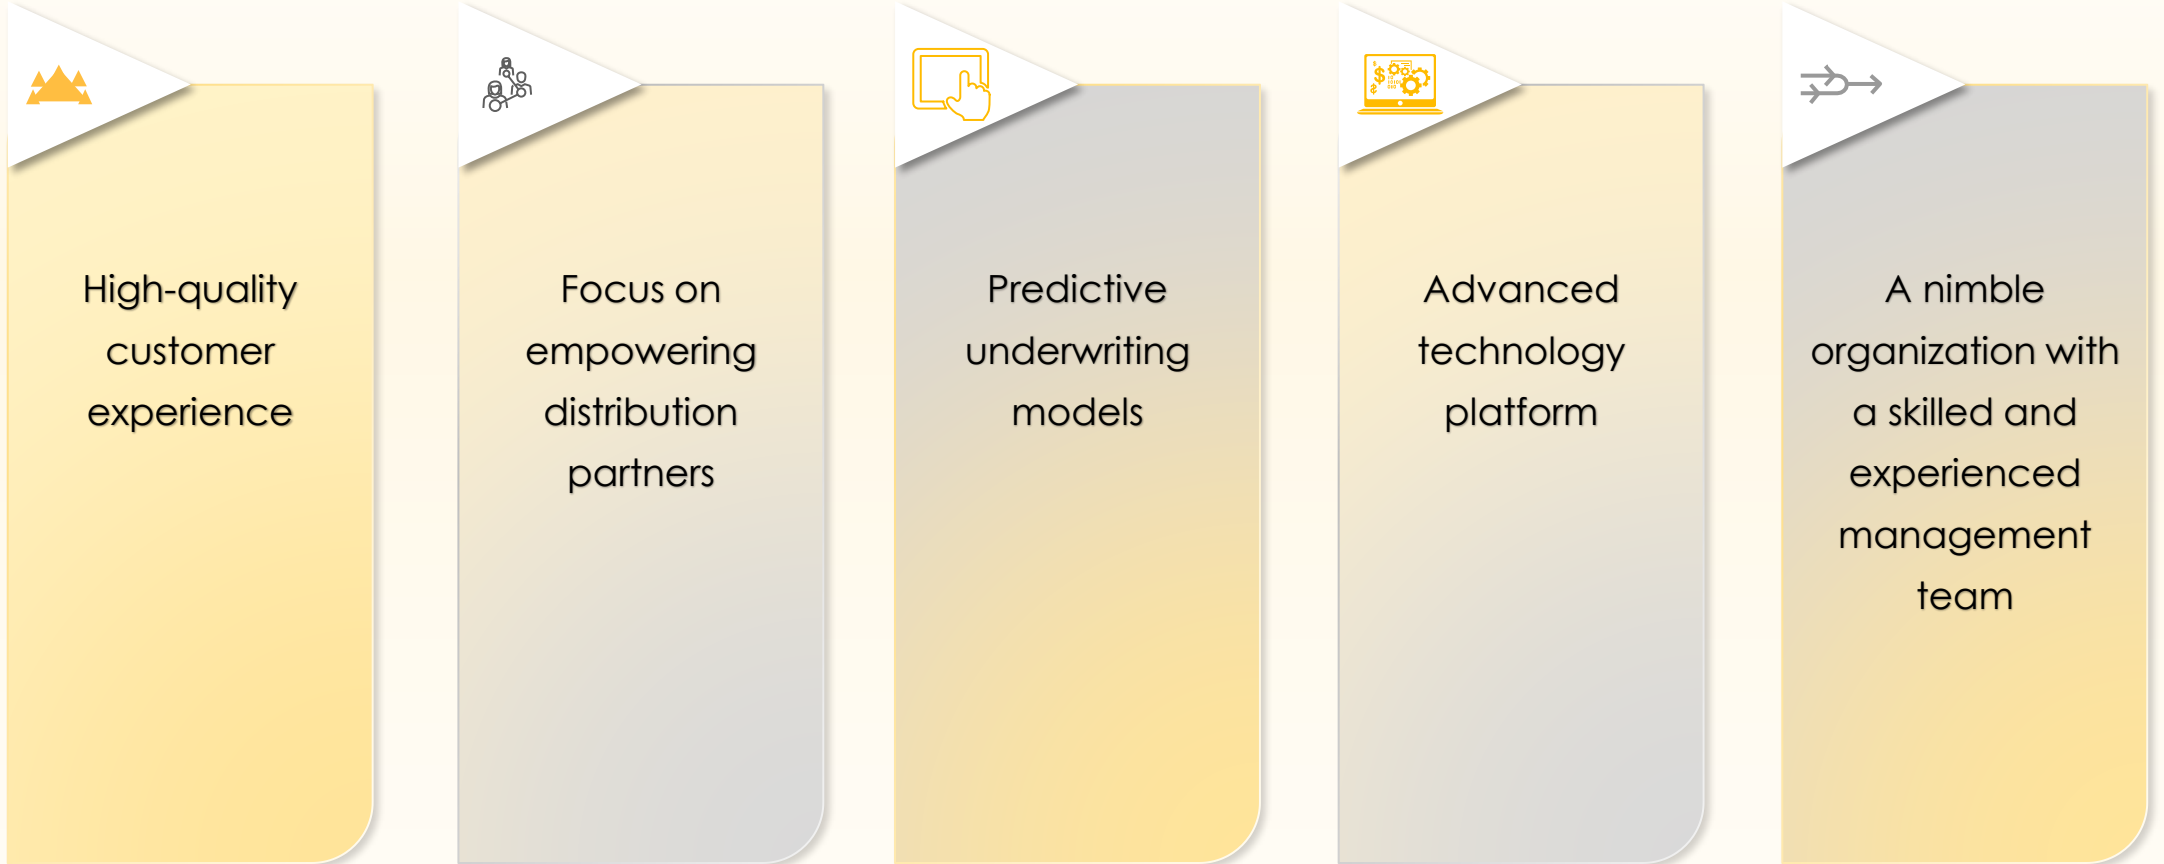 High-quality
customer
experience
Focus on
empowering
distribution
partners
Predictive
underwriting
models
Advanced
technology
platform
A nimble
organization with
a skilled and
experienced
management
team